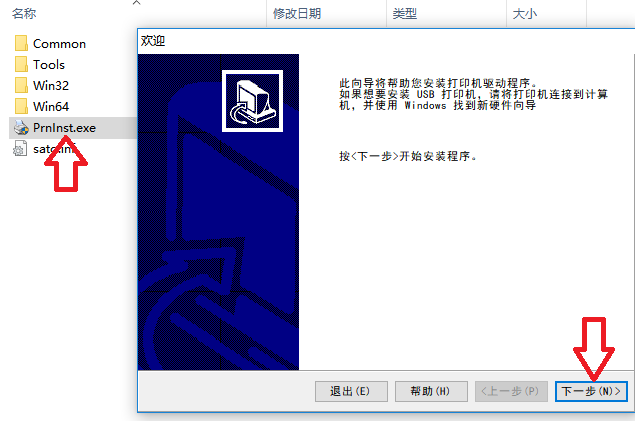 名称
修改日期
类型
大小
Common
Tools
Win32
Win64
PrnInst.exe
欢迎
此向导将帮助您安装打印机驱动程序。
如果想要安装 USB 打印机，请将打印机连接到计算
机，并使用 Windows 找到新硬件向导
按<下一步>开始安装程序。
退出(E)
帮助(H)
<上一步(P)
下一步(N)>